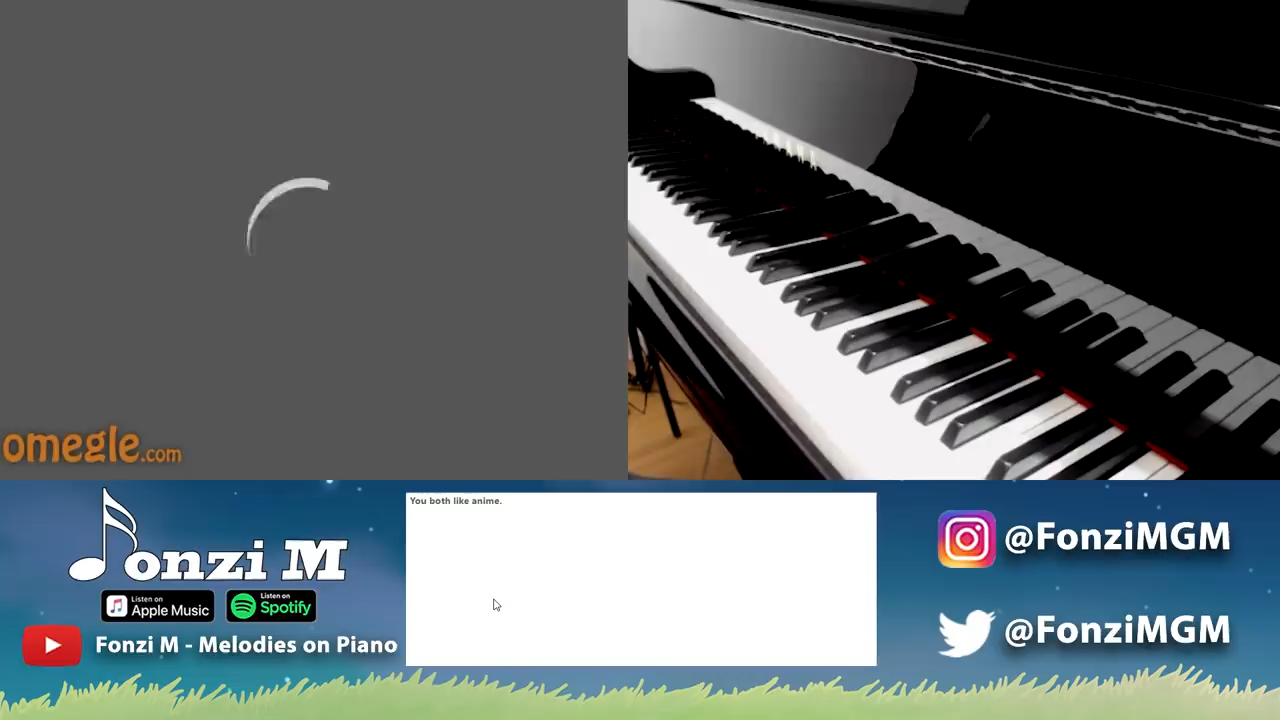 omegle.com
You both like anime.
Fonzi M
Listen on
Apple Music
Listen on
Spotify
Fonzi M - Melodies on Piano
@FonziMGM
@FonziMGM